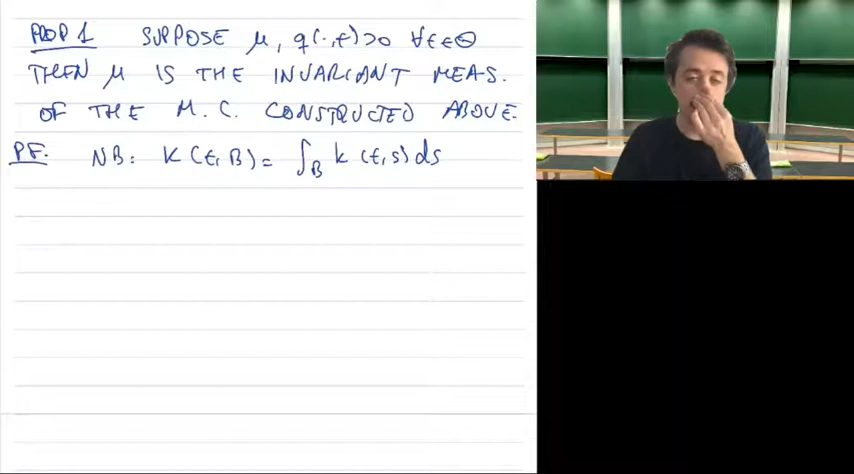 PROP 1 SUPPOSE μ, q(·,t)>0 ∀t∈Θ
THEN μ IS THE INVARIANT MEAS.
OF THE M.C. CONSTRUCTED ABOVE.
PF. NB: K(t,B)= ∫_B k(t,s)ds